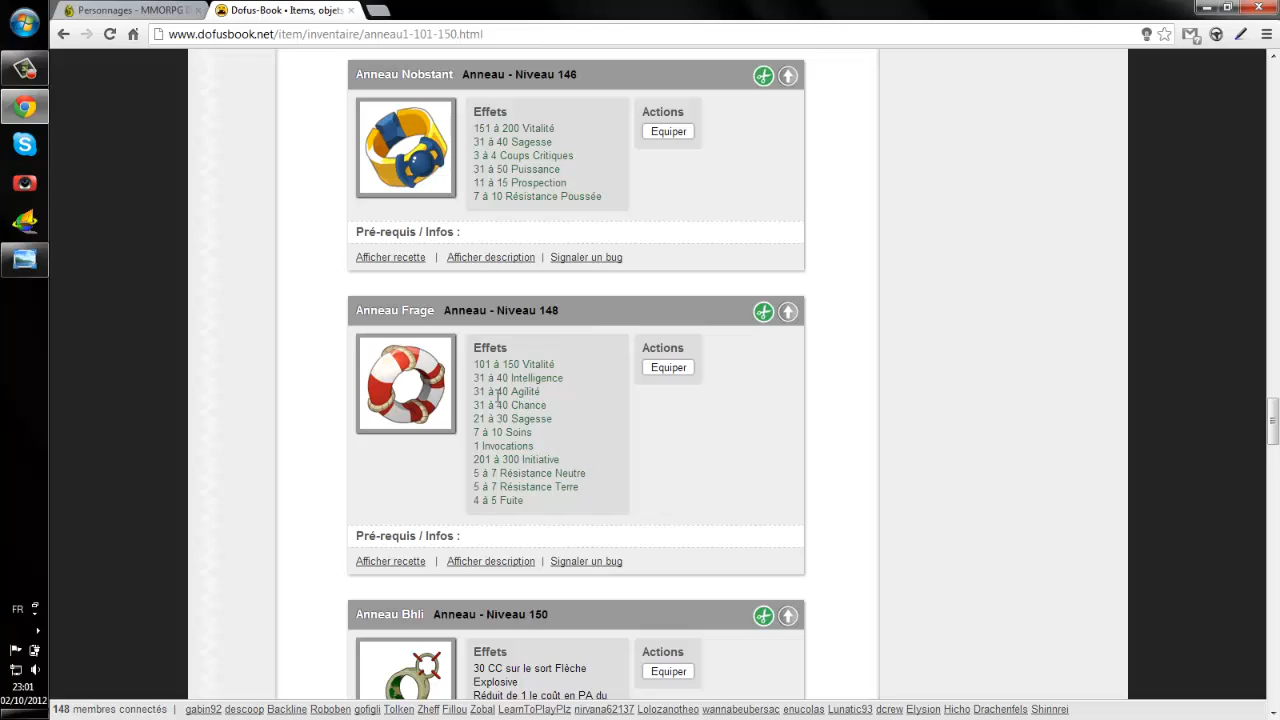 Personnages - MMORPG D
Dofus-Book • Items, objets
www.dofusbook.net/item/inventaire/anneau1-101-150.html
Anneau Nobstant Anneau - Niveau 146
Effets
151 à 200 Vitalité
31 à 40 Sagesse
3 à 4 Coups Critiques
31 à 50 Puissance
11 à 15 Prospection
7 à 10 Résistance Poussée
Actions
Equiper
Pré-requis / Infos :
Afficher recette | Afficher description | Signaler un bug
Anneau Frage Anneau - Niveau 148
Effets
101 à 150 Vitalité
31 à 40 Intelligence
31 à 40 Agilité
31 à 40 Chance
21 à 30 Sagesse
7 à 10 Soins
1 Invocations
201 à 300 Initiative
5 à 7 Résistance Neutre
5 à 7 Résistance Terre
4 à 5 Fuite
Actions
Equiper
Pré-requis / Infos :
Afficher recette | Afficher description | Signaler un bug
Anneau Bhli Anneau - Niveau 150
Effets
30 CC sur le sort Flèche
Explosive
Réduit de 1 le coût en PA du
Actions
Equiper
FR
23:01
02/10/2012
148 membres connectés | gabin92 descoop Backline Roboben gofigli Tolken Zheff Fillou Zobal LearnToPlayPlz nirvana62137 Lolozanotheo wannabeversac enucolas Lunatic93 dcrew Elysion Hicho Drachenfels Shinnrei